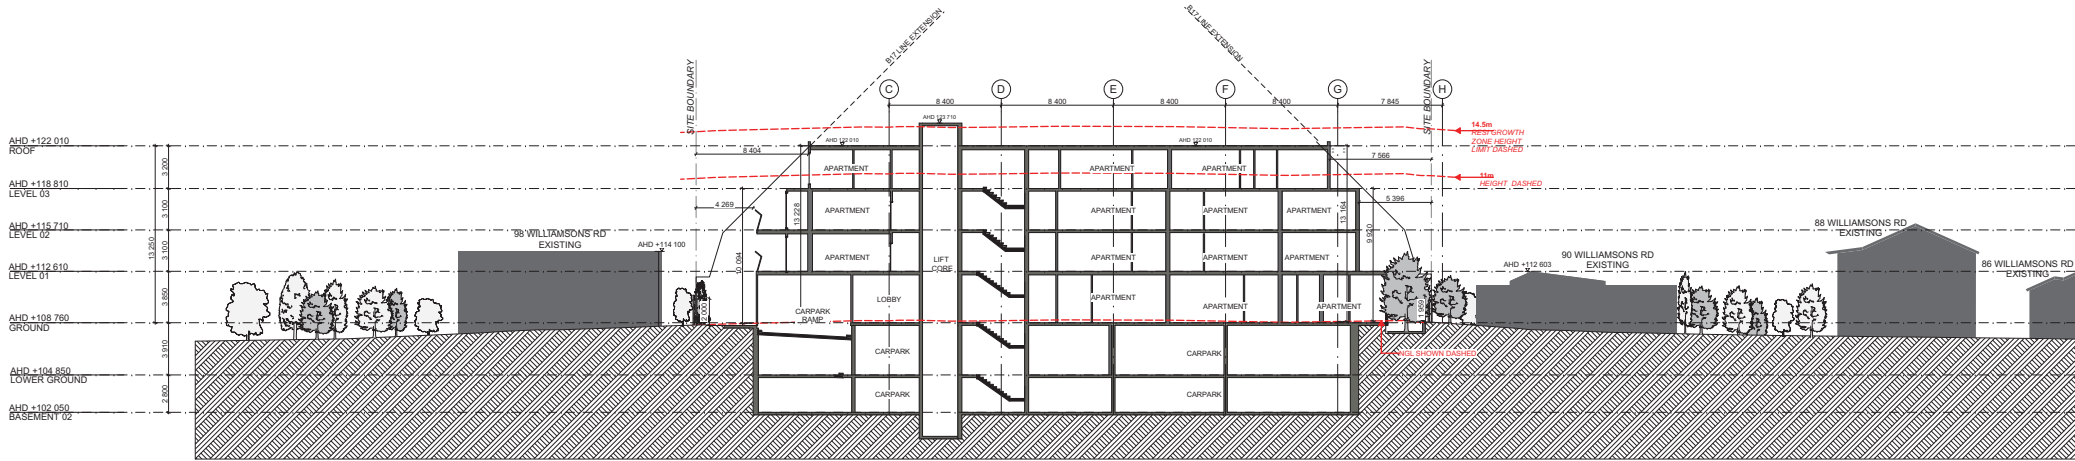 B17 LINE EXTENSION
B17 LINE EXTENSION
SITE BOUNDARY
SITE BOUNDARY
C
D
E
F
G
H
8 400
8 400
8 400
8 400
7 845
AHD 123 710
14.5m
RESI GROWTH
ZONE HEIGHT
LIMIT DASHED
AHD +122 010
ROOF
AHD 122 010
AHD 122 010
8 404
7 566
3 200
APARTMENT
APARTMENT
APARTMENT
11m
HEIGHT DASHED
AHD +118 810
LEVEL 03
4 269
5 396
3 100
13 228
APARTMENT
APARTMENT
APARTMENT
APARTMENT
13 164
9 920
AHD +115 710
LEVEL 02
98 WILLIAMSONS RD
EXISTING
AHD +114 100
88 WILLIAMSONS RD
EXISTING
13 250
3 100
10 094
APARTMENT
LIFT
CORE
APARTMENT
APARTMENT
APARTMENT
90 WILLIAMSONS RD
EXISTING
AHD +112 603
86 WILLIAMSONS RD
EXISTING
AHD +112 610
LEVEL 01
3 850
2 000
CARPARK
RAMP
LOBBY
APARTMENT
APARTMENT
APARTMENT
1 959
AHD +108 760
GROUND
3 910
CARPARK
CARPARK
NGL SHOWN DASHED
AHD +104 850
LOWER GROUND
2 800
CARPARK
CARPARK
AHD +102 050
BASEMENT 02